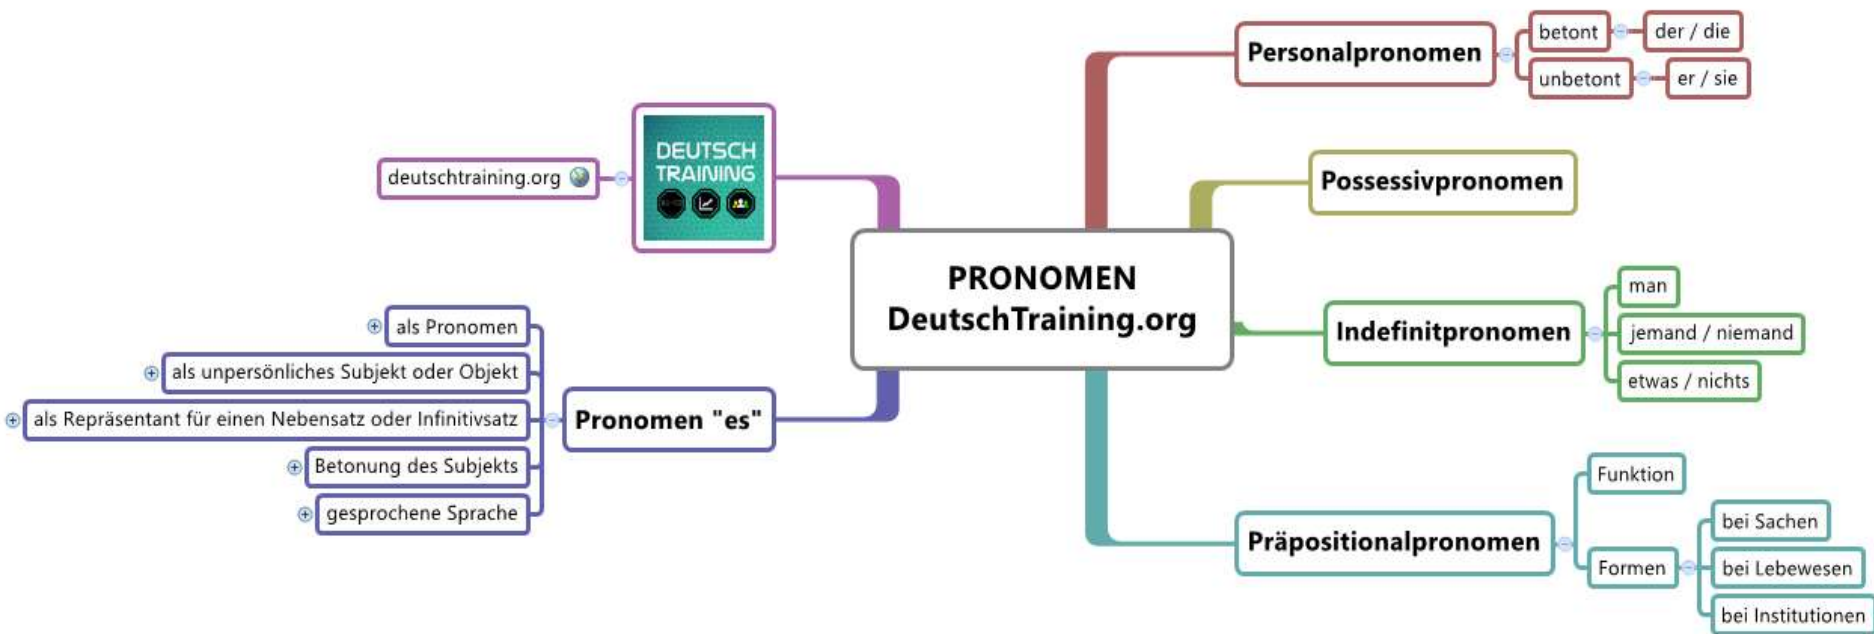 PRONOMEN
DeutschTraining.org
Personalpronomen
betont
der / die
unbetont
er / sie
Possessivpronomen
Indefinitpronomen
man
jemand / niemand
etwas / nichts
Präpositionalpronomen
Funktion
Formen
bei Sachen
bei Lebewesen
bei Institutionen
DEUTSCH
TRAINING
deutschtraining.org
Pronomen "es"
als Pronomen
als unpersönliches Subjekt oder Objekt
als Repräsentant für einen Nebensatz oder Infinitivsatz
Betonung des Subjekts
gesprochene Sprache